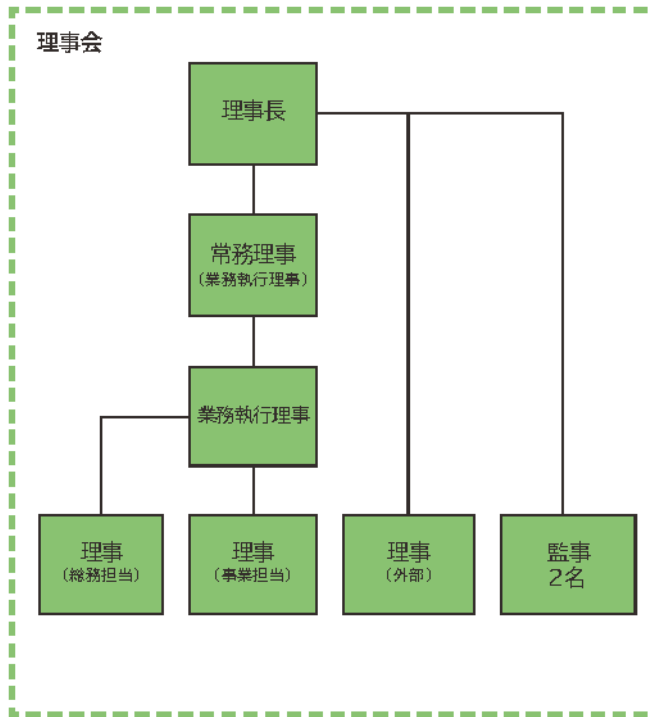 理事会
理事長
常務理事
(業務執行理事)
業務執行理事
理事
(総務担当)
理事
(事業担当)
理事
(外部)
監事
2名